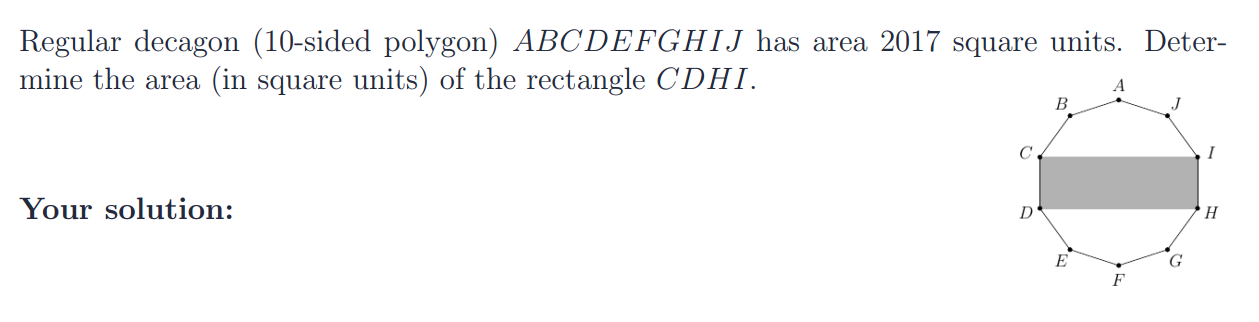 Regular decagon (10-sided polygon) ABCDEFGHIJ has area 2017 square units. Deter-
mine the area (in square units) of the rectangle CDHI.
A
B J
C I
D H
E G
F
Your solution: